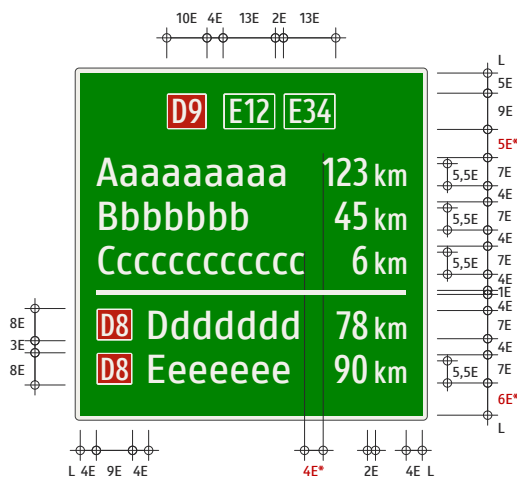 10E 4E 13E 2E 13E
L
5E
D9 E12 E34
9E
5E*
Aaaaaaaaa 123 km 5,5E 7E
4E
Bbbbbbb 45 km 5,5E 7E
4E
Cccccccccccc 6 km 5,5E 7E
4E
1E
4E
8E D8 Ddddddd 78 km 7E
3E
4E
8E D8 Eeeeeee 90 km 5,5E 7E
6E*
L
L 4E 9E 4E 4E* 2E 4E L